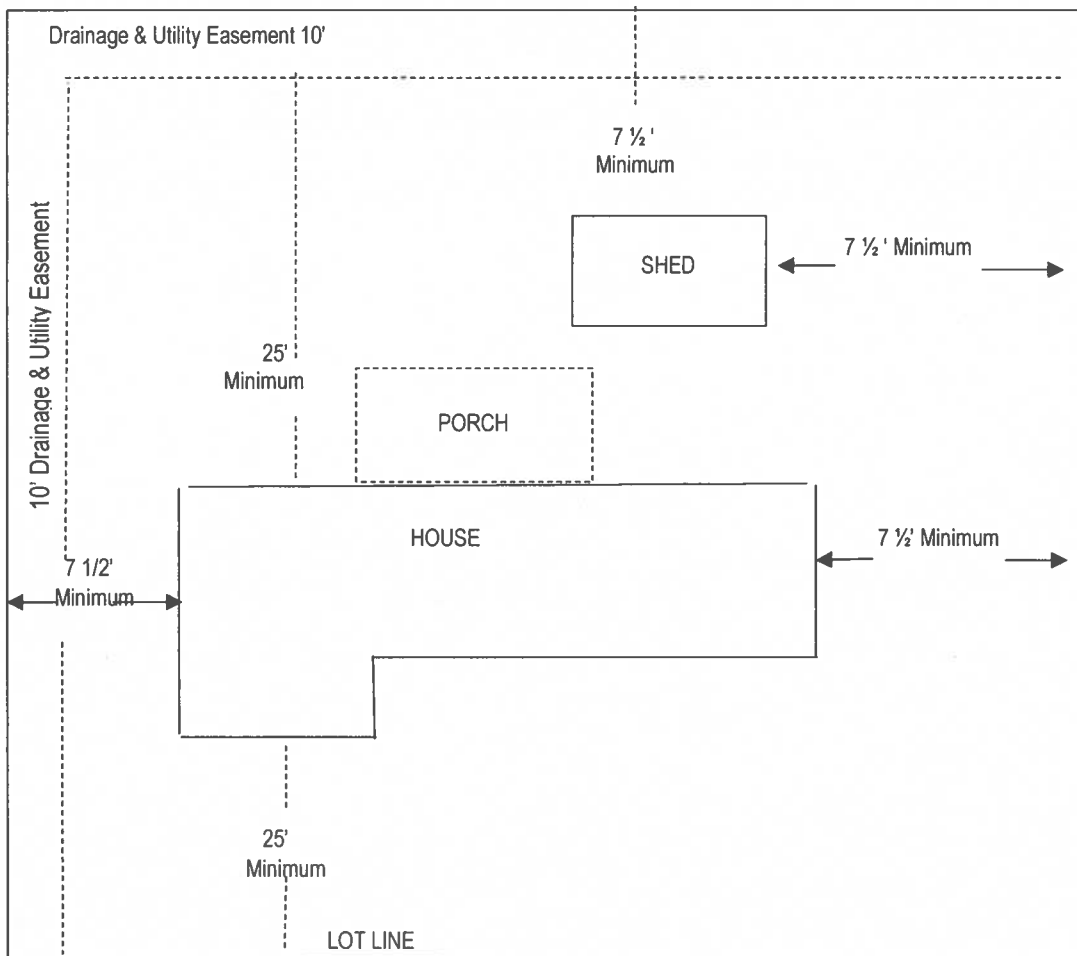 Drainage & Utility Easement 10'
7 ½ '
Minimum
10' Drainage & Utility Easement
SHED
7 ½ ' Minimum
25'
Minimum
PORCH
HOUSE
7 ½' Minimum
7 1/2'
Minimum
25'
Minimum
LOT LINE